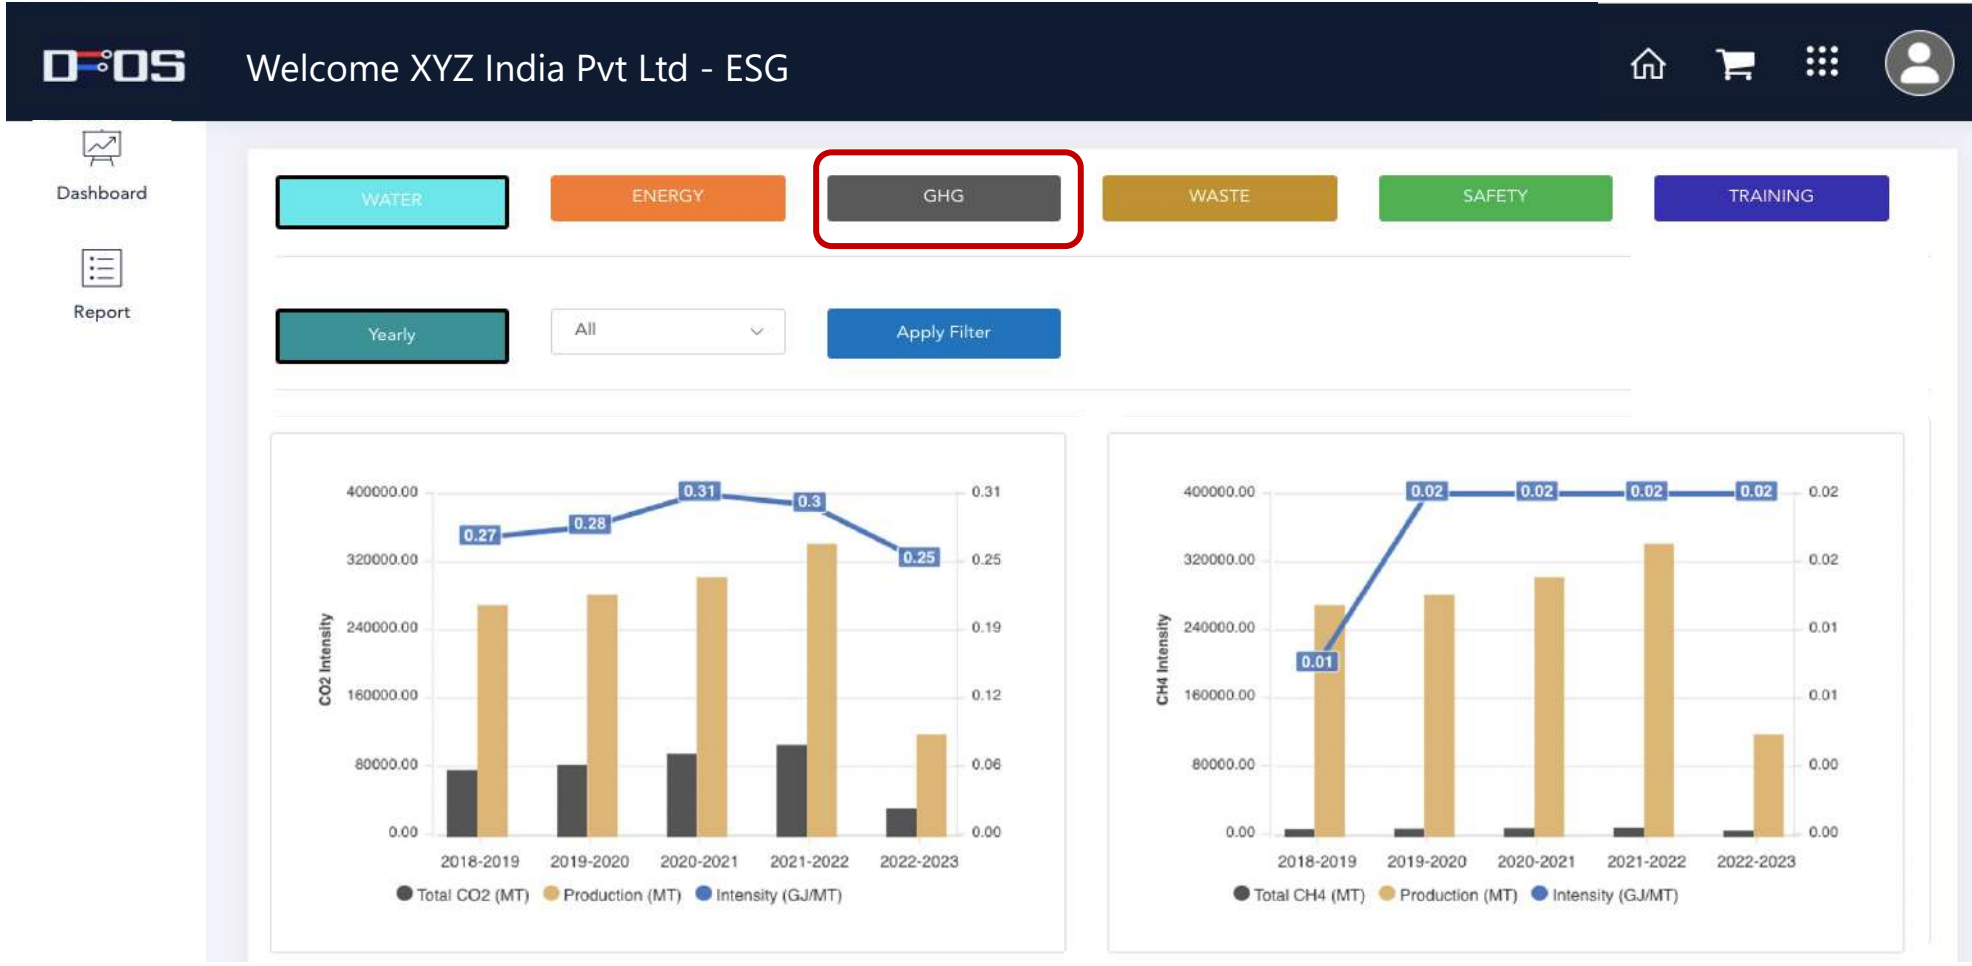 DFOS
Welcome XYZ India Pvt Ltd - ESG
Dashboard
Report
WATER
ENERGY
GHG
WASTE
SAFETY
TRAINING
Yearly
All
Apply Filter
CO2 Intensity
400000.00
320000.00
240000.00
160000.00
80000.00
0.00
0.27
0.28
0.31
0.3
0.25
0.31
0.25
0.19
0.12
0.06
0.00
2018-2019 2019-2020 2020-2021 2021-2022 2022-2023
Total CO2 (MT) Production (MT) Intensity (GJ/MT)
CH4 Intensity
400000.00
320000.00
240000.00
160000.00
80000.00
0.00
0.01
0.02
0.02
0.02
0.02
0.02
0.02
0.01
0.01
0.00
0.00
2018-2019 2019-2020 2020-2021 2021-2022 2022-2023
Total CH4 (MT) Production (MT) Intensity (GJ/MT)